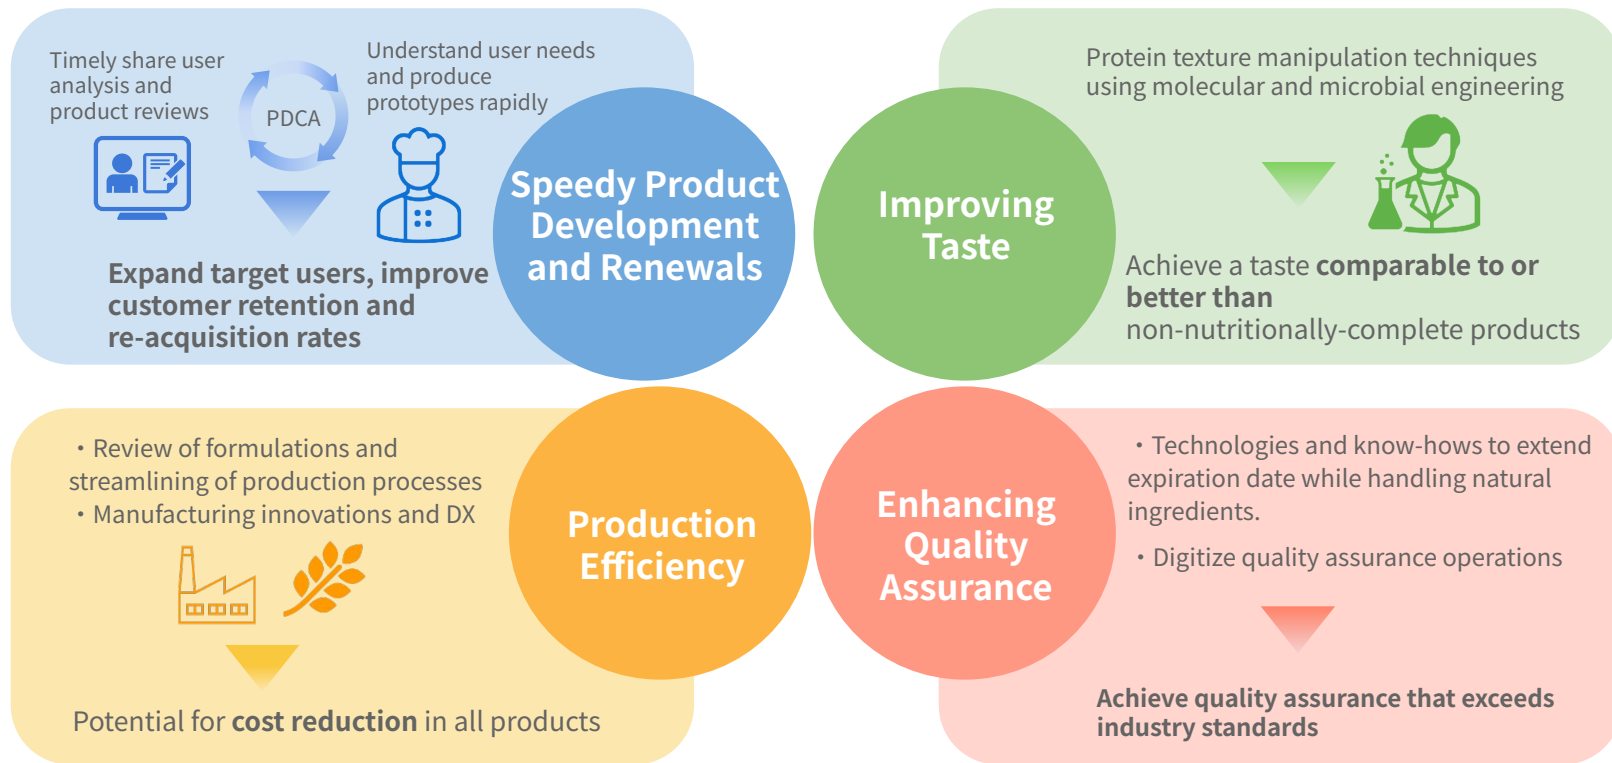 Timely share user
analysis and
product reviews
PDCA
Understand user needs
and produce
prototypes rapidly
Expand target users, improve
customer retention and
re-acquisition rates
Speedy Product
Development
and Renewals
Improving
Taste
Protein texture manipulation techniques
using molecular and microbial engineering
Achieve a taste comparable to or
better than
non-nutritionally-complete products
・Review of formulations and
streamlining of production processes
・Manufacturing innovations and DX
Potential for cost reduction in all products
Production
Efficiency
Enhancing
Quality
Assurance
・Technologies and know-hows to extend
expiration date while handling natural
ingredients.
・Digitize quality assurance operations
Achieve quality assurance that exceeds
industry standards